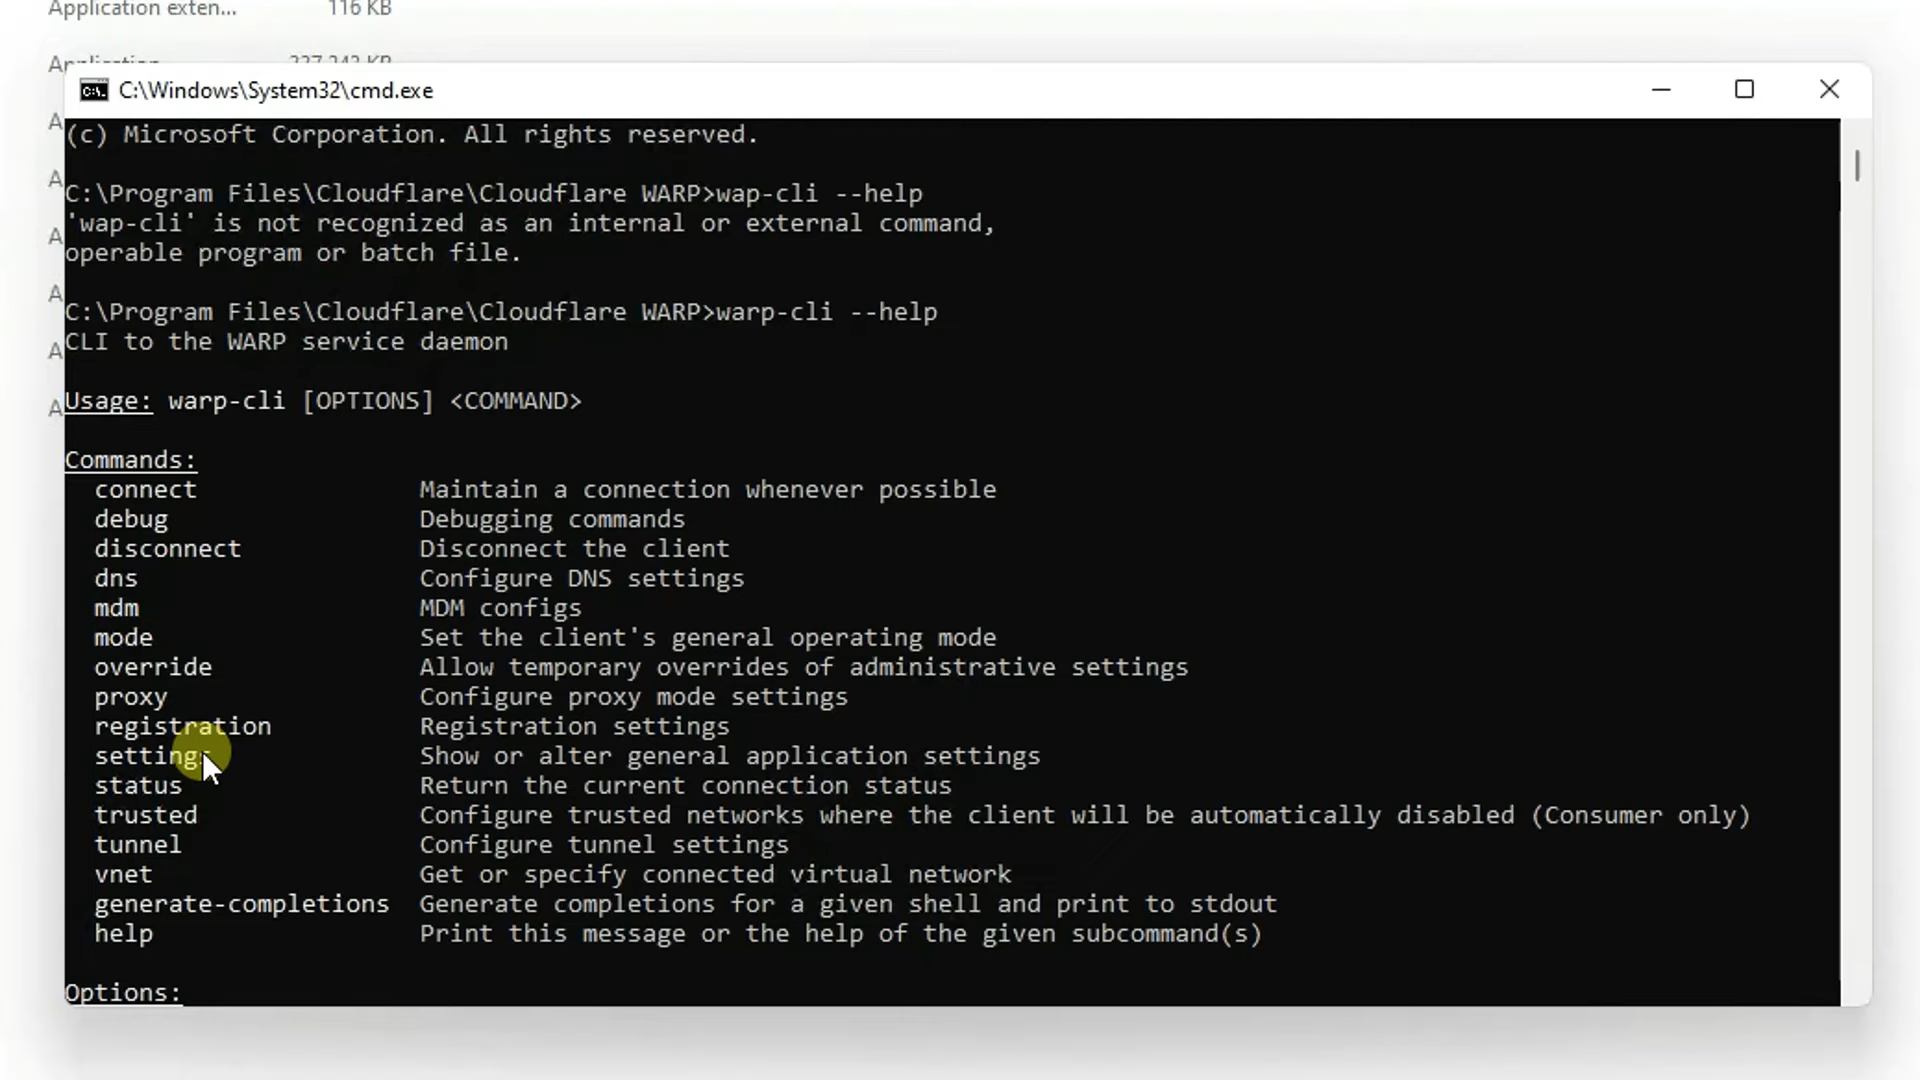 Application exten... 116 KB
Application 227,242 KB
C:\Windows\System32\cmd.exe
(c) Microsoft Corporation. All rights reserved.
C:\Program Files\Cloudflare\Cloudflare WARP>wap-cli --help
'wap-cli' is not recognized as an internal or external command,
operable program or batch file.
C:\Program Files\Cloudflare\Cloudflare WARP>warp-cli --help
CLI to the WARP service daemon
Usage: warp-cli [OPTIONS] <COMMAND>
Commands:
connect Maintain a connection whenever possible
debug Debugging commands
disconnect Disconnect the client
dns Configure DNS settings
mdm MDM configs
mode Set the client's general operating mode
override Allow temporary overrides of administrative settings
proxy Configure proxy mode settings
registration Registration settings
settings Show or alter general application settings
status Return the current connection status
trusted Configure trusted networks where the client will be automatically disabled (Consumer only)
tunnel Configure tunnel settings
vnet Get or specify connected virtual network
generate-completions Generate completions for a given shell and print to stdout
help Print this message or the help of the given subcommand(s)
Options: